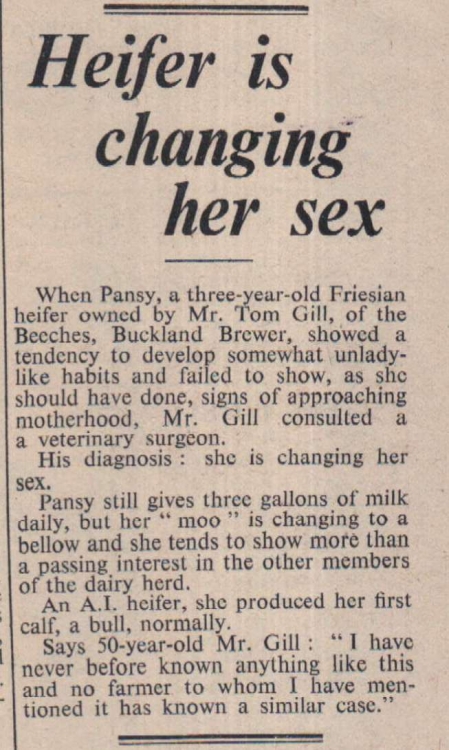 Heifer is
changing
her sex
When Pansy, a three-year-old Friesian
heifer owned by Mr. Tom Gill, of the
Beeches, Buckland Brewer, showed a
tendency to develop somewhat unlady-
like habits and failed to show, as she
should have done, signs of approaching
motherhood, Mr. Gill consulted a
a veterinary surgeon.
His diagnosis : she is changing her
sex.
Pansy still gives three gallons of milk
daily, but her “ moo ” is changing to a
bellow and she tends to show more than
a passing interest in the other members
of the dairy herd.
An A.I. heifer, she produced her first
calf, a bull, normally.
Says 50-year-old Mr. Gill : “ I have
never before known anything like this
and no farmer to whom I have men-
tioned it has known a similar case.”